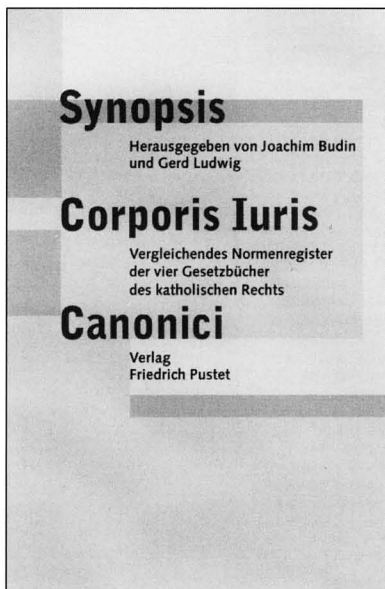 Synopsis
Herausgegeben von Joachim Budin
und Gerd Ludwig
Corporis Iuris
Vergleichendes Normenregister
der vier Gesetzbücher
des katholischen Rechts
Canonici
Verlag
Friedrich Pustet